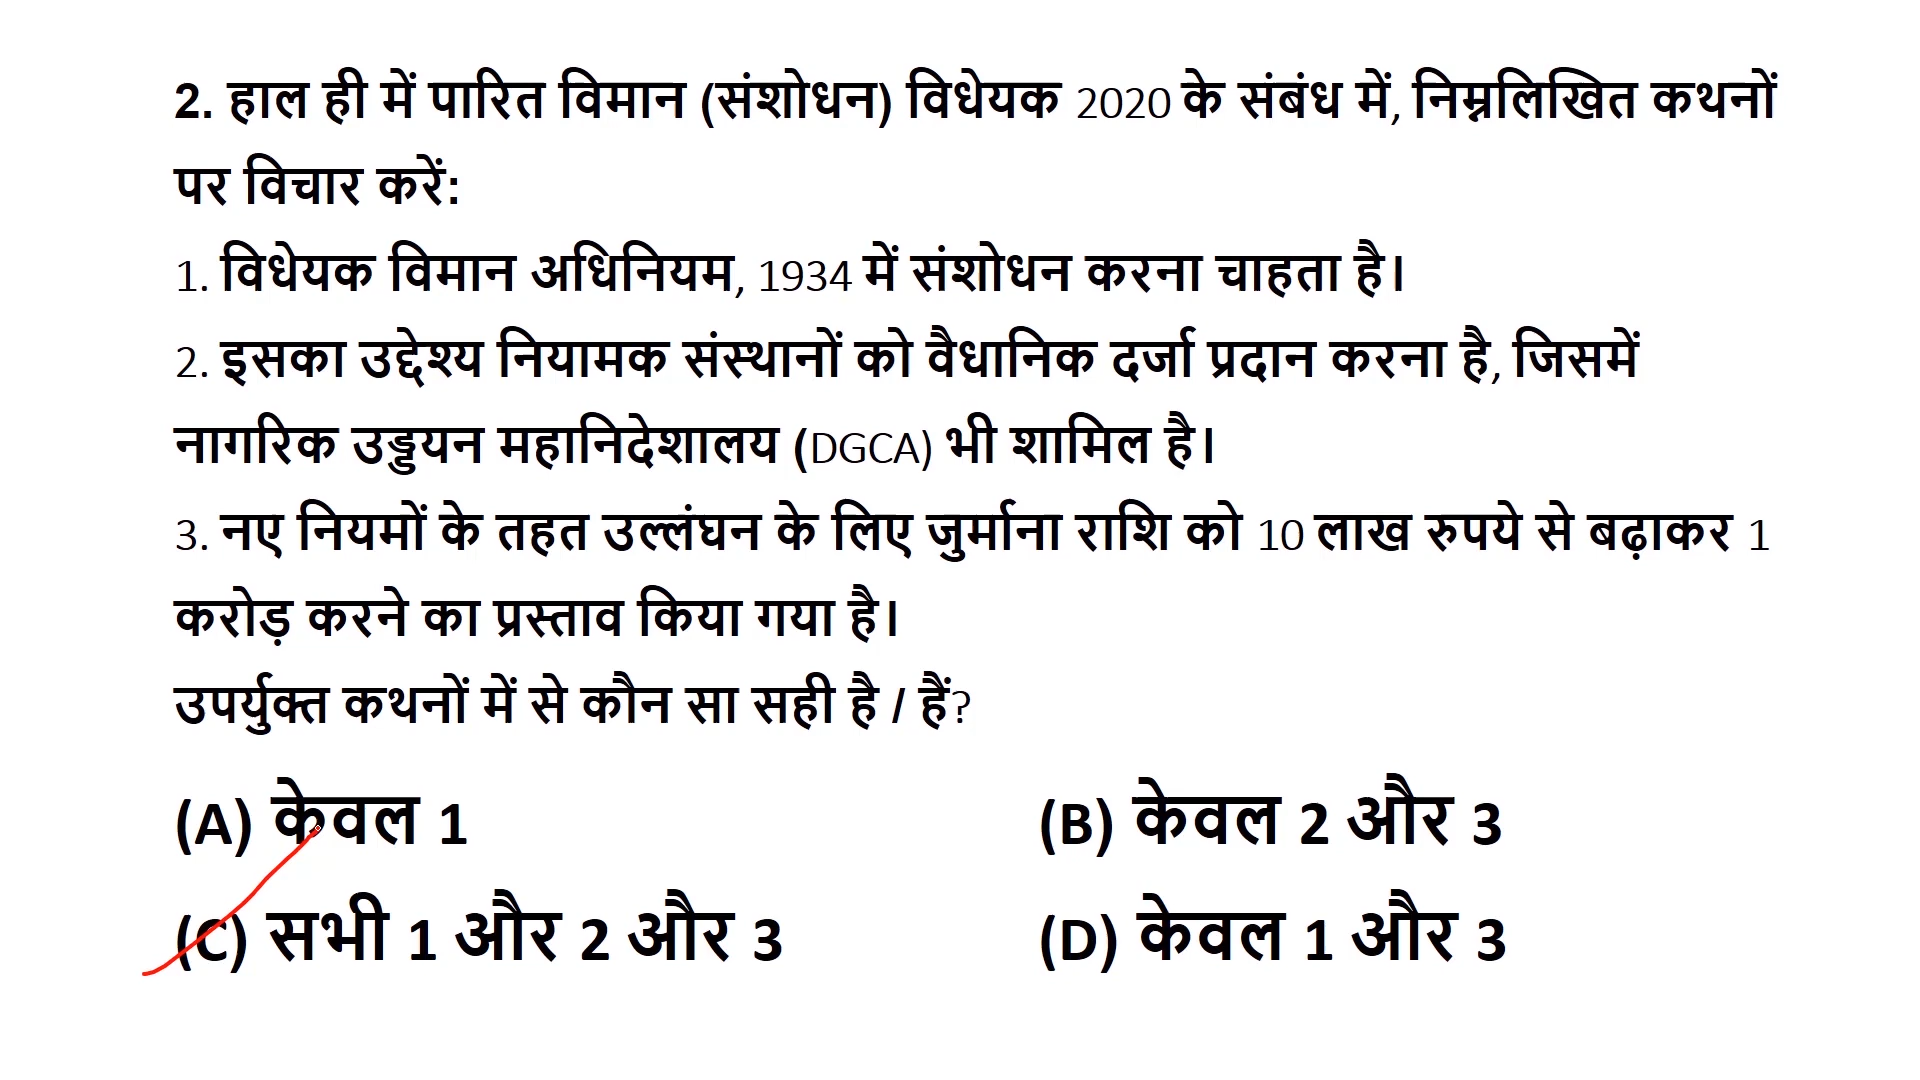 2. हाल ही में पारित विमान (संशोधन) विधेयक 2020 के संबंध में, निम्नलिखित कथनों
पर विचार करें:
1. विधेयक विमान अधिनियम, 1934 में संशोधन करना चाहता है।
2. इसका उद्देश्य नियामक संस्थानों को वैधानिक दर्जा प्रदान करना है, जिसमें
नागरिक उड्डयन महानिदेशालय (DGCA) भी शामिल है।
3. नए नियमों के तहत उल्लंघन के लिए जुर्माना राशि को 10 लाख रुपये से बढ़ाकर 1
करोड़ करने का प्रस्ताव किया गया है।
उपर्युक्त कथनों में से कौन सा सही है / हैं?
(A) केवल 1 (B) केवल 2 और 3
(C) सभी 1 और 2 और 3 (D) केवल 1 और 3